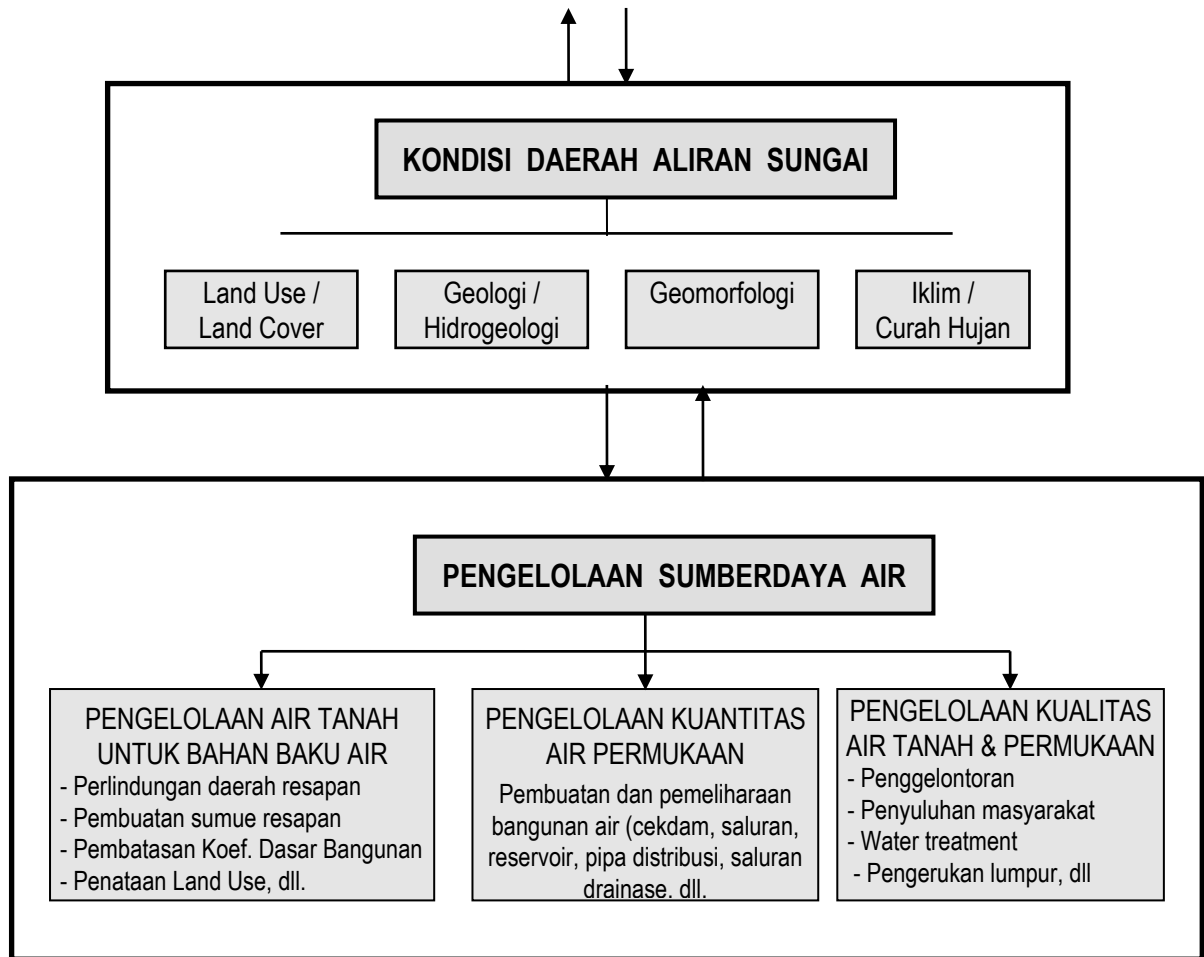 KONDISI DAERAH ALIRAN SUNGAI
Land Use /
Land Cover
Geologi /
Hidrogeologi
Geomorfologi
Iklim /
Curah Hujan
PENGELOLAAN SUMBERDAYA AIR
PENGELOLAAN AIR TANAH
UNTUK BAHAN BAKU AIR
- Perlindungan daerah resapan
- Pembuatan sumue resapan
- Pembatasan Koef. Dasar Bangunan
- Penataan Land Use, dll.
PENGELOLAAN KUANTITAS
AIR PERMUKAAN
Pembuatan dan pemeliharaan
bangunan air (cekdam, saluran,
reservoir, pipa distribusi, saluran
drainase. dll.
PENGELOLAAN KUALITAS
AIR TANAH & PERMUKAAN
- Penggelontoran
- Penyuluhan masyarakat
- Water treatment
- Pengerukan lumpur, dll